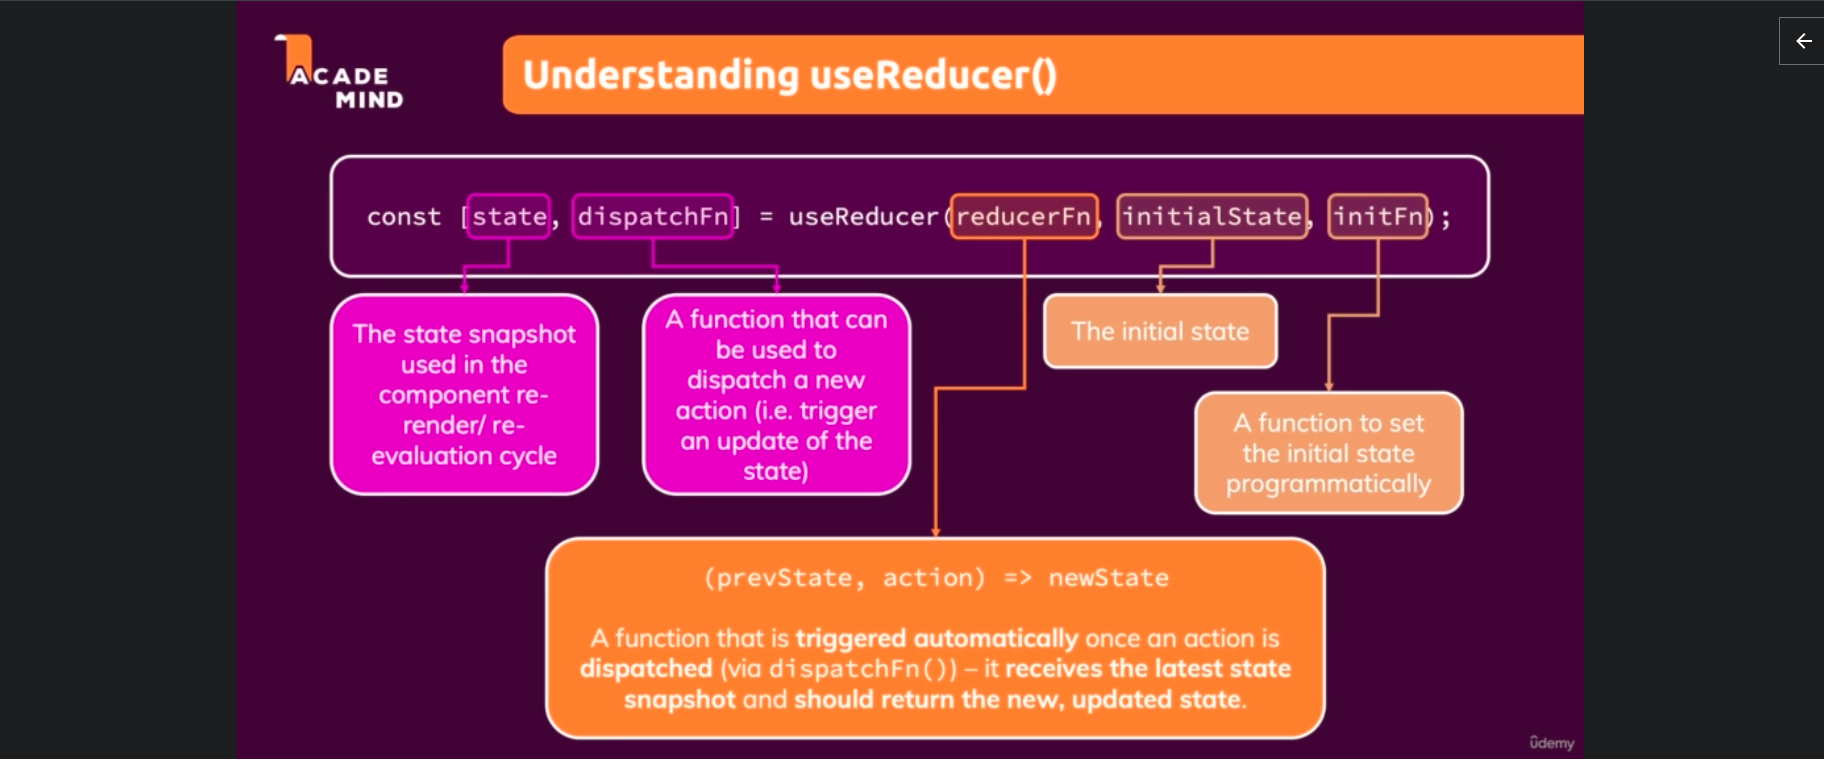 ACADE
MIND
Understanding useReducer()
const [state, dispatchFn] = useReducer(reducerFn, initialState, initFn);
The state snapshot
used in the
component re-
render/ re-
evaluation cycle
A function that can
be used to
dispatch a new
action (i.e. trigger
an update of the
state)
The initial state
A function to set
the initial state
programmatically
(prevState, action) => newState
A function that is triggered automatically once an action is
dispatched (via dispatchFn()) – it receives the latest state
snapshot and should return the new, updated state.
ûdemy